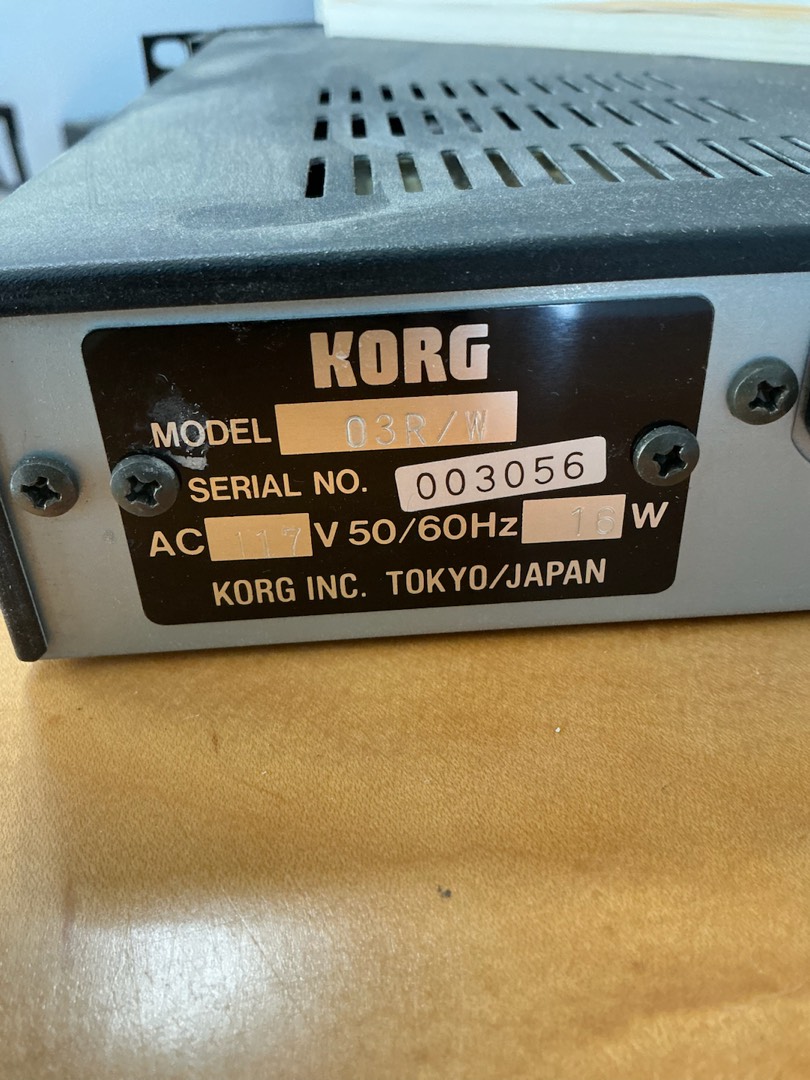 KORG
MODEL 03R/W
SERIAL NO. 003056
AC 117 V 50/60Hz 16 W
KORG INC. TOKYO/JAPAN